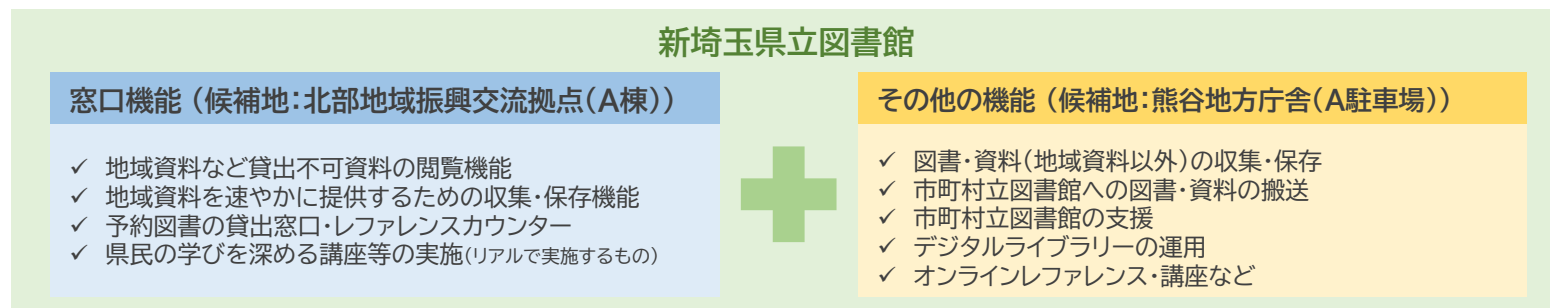 新埼玉県立図書館
窓口機能（候補地：北部地域振興交流拠点（A棟））
✓ 地域資料など貸出不可資料の閲覧機能
✓ 地域資料を速やかに提供するための収集・保存機能
✓ 予約図書の貸出窓口・レファレンスカウンター
✓ 県民の学びを深める講座等の実施（リアルで実施するもの）
その他の機能（候補地：熊谷地方庁舎（A駐車場））
✓ 図書・資料（地域資料以外）の収集・保存
✓ 市町村立図書館への図書・資料の搬送
✓ 市町村立図書館の支援
✓ デジタルライブラリーの運用
✓ オンラインレファレンス・講座など